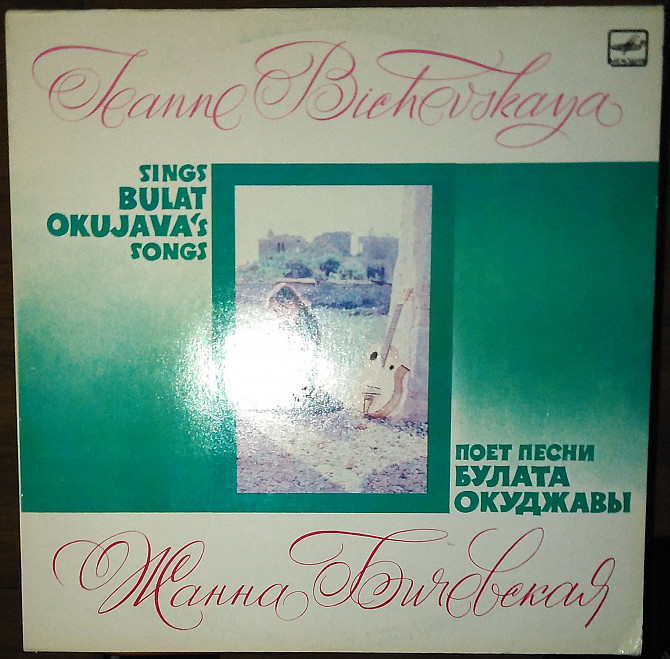 Jeanne Bichevskaya
SINGS
BULAT
OKUJAVA's
SONGS
ПОЕТ ПЕСНИ
БУЛАТА
ОКУДЖАВЫ
Жанна Бичевская